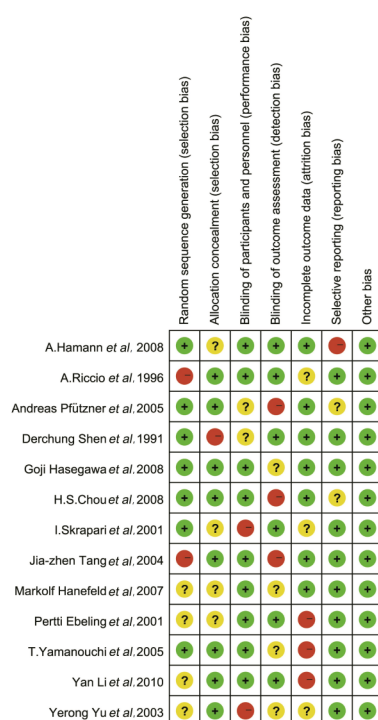 Random sequence generation (selection bias)
Allocation concealment (selection bias)
Blinding of participants and personnel (performance bias)
Blinding of outcome assessment (detection bias)
Incomplete outcome data (attrition bias)
Selective reporting (reporting bias)
Other bias
A.Hamann et al. 2008 + ? + + + - +
A.Riccio et al. 1996 - + + + ? + +
Andreas Pfützner et al. 2005 + + ? - + ? +
Derchung Shen et al. 1991 + - ? + + + +
Goji Hasegawa et al. 2008 + + + ? + + +
H.S.Chou et al. 2008 + + + - + ? +
I.Skrapari et al. 2001 + ? - + ? + +
Jia-zhen Tang et al. 2004 - + + - + + +
Markolf Hanefeld et al. 2007 ? ? + ? + + +
Pertti Ebeling et al. 2001 ? ? + + - + +
T.Yamanouchi et al. 2005 + + + ? - + +
Yan Li et al. 2010 ? + + + - + +
Yerong Yu et al. 2003 ? + - ? ? + +